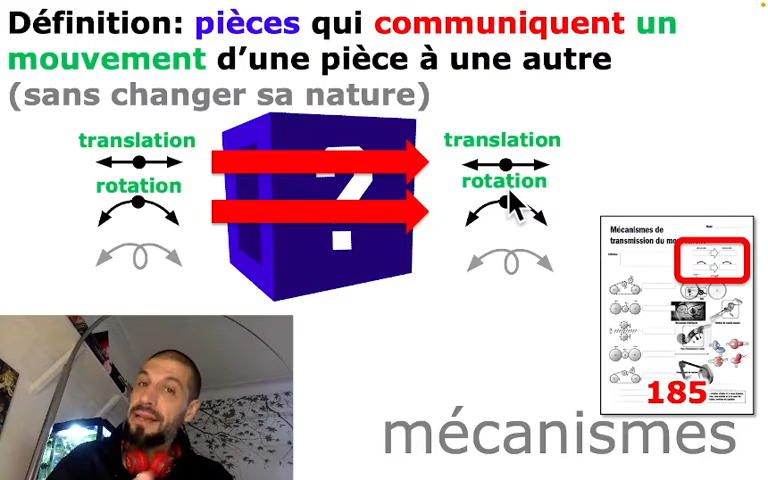 Définition: pièces qui communiquent un
mouvement d’une pièce à une autre
(sans changer sa nature)
translation
rotation
?
translation
rotation
Mécanismes de
transmission du
185
mécanismes